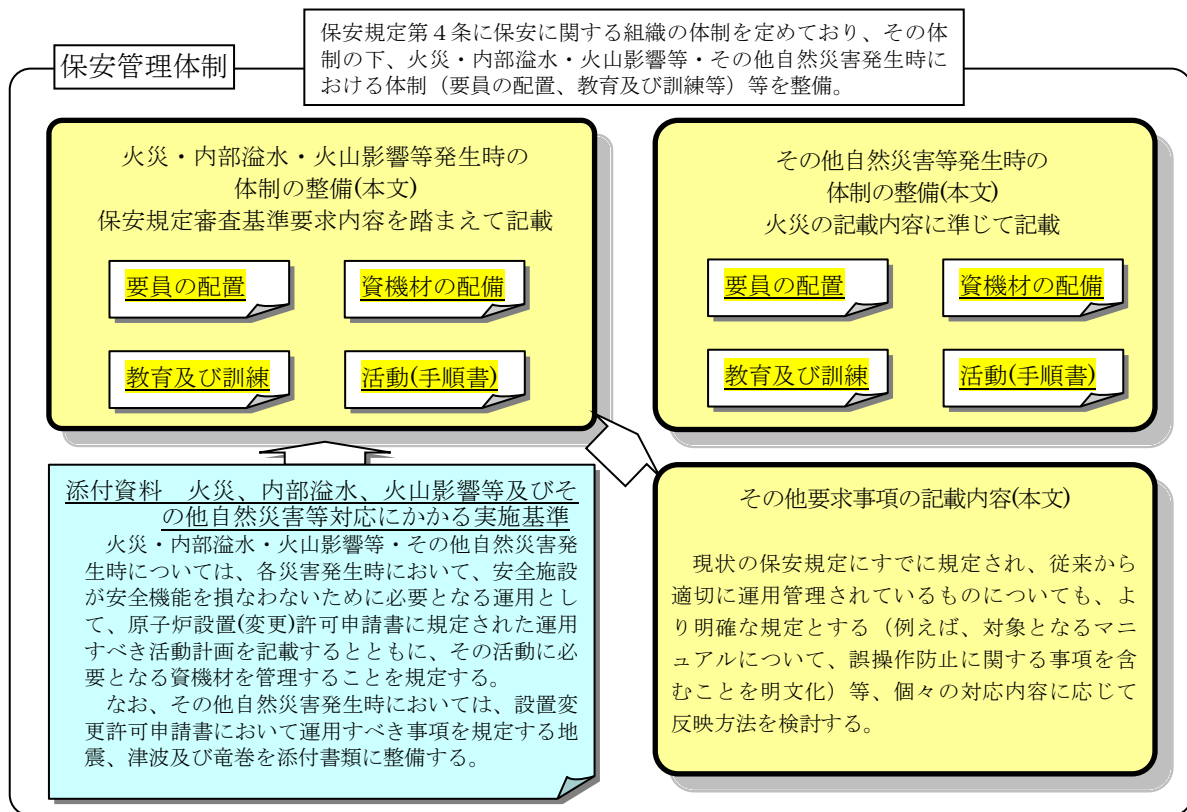 保安規定第４条に保安に関する組織の体制を定めており、その体
制の下、火災・内部溢水・火山影響等・その他自然災害発生時に
おける体制（要員の配置、教育及び訓練等）等を整備。
保安管理体制
火災・内部溢水・火山影響等発生時の
体制の整備(本文)
保安規定審査基準要求内容を踏まえて記載
要員の配置
資機材の配備
教育及び訓練
活動(手順書)
その他自然災害等発生時の
体制の整備(本文)
火災の記載内容に準じて記載
要員の配置
資機材の配備
教育及び訓練
活動(手順書)
添付資料　火災、内部溢水、火山影響等及びそ
の他自然災害等対応にかかる実施基準
火災・内部溢水・火山影響等・その他自然災害発
生時については、各災害発生時において、安全施設
が安全機能を損なわないために必要となる運用とし
て、原子炉設置(変更)許可申請書に規定された運用
すべき活動計画を記載するとともに、その活動に必
要となる資機材を管理することを規定する。
なお、その他自然災害発生時においては、設置変
更許可申請書において運用すべき事項を規定する地
震、津波及び竜巻を添付書類に整備する。
その他要求事項の記載内容(本文)
現状の保安規定にすでに規定され、従来から
適切に運用管理されているものについても、よ
り明確な規定とする（例えば、対象となるマニ
ュアルについて、誤操作防止に関する事項を含
むことを明文化）等、個々の対応内容に応じて
反映方法を検討する。